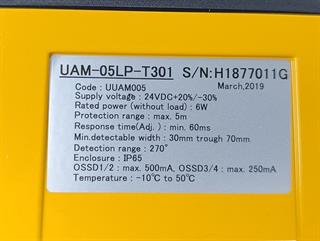 UAM-05LP-T301 S/N:H1877011G
Code : UUAM005 March,2019
Supply voltage : 24VDC+20%/-30%
Rated power (without load) : 6W
Protection range : max. 5m
Response time(Adj. ) : min. 60ms
Min.detectable width : 30mm trough 70mm
Detection range : 270°
Enclosure : IP65
OSSD1/2 : max. 500mA, OSSD3/4 : max. 250mA
Temperature : -10°C to 50°C